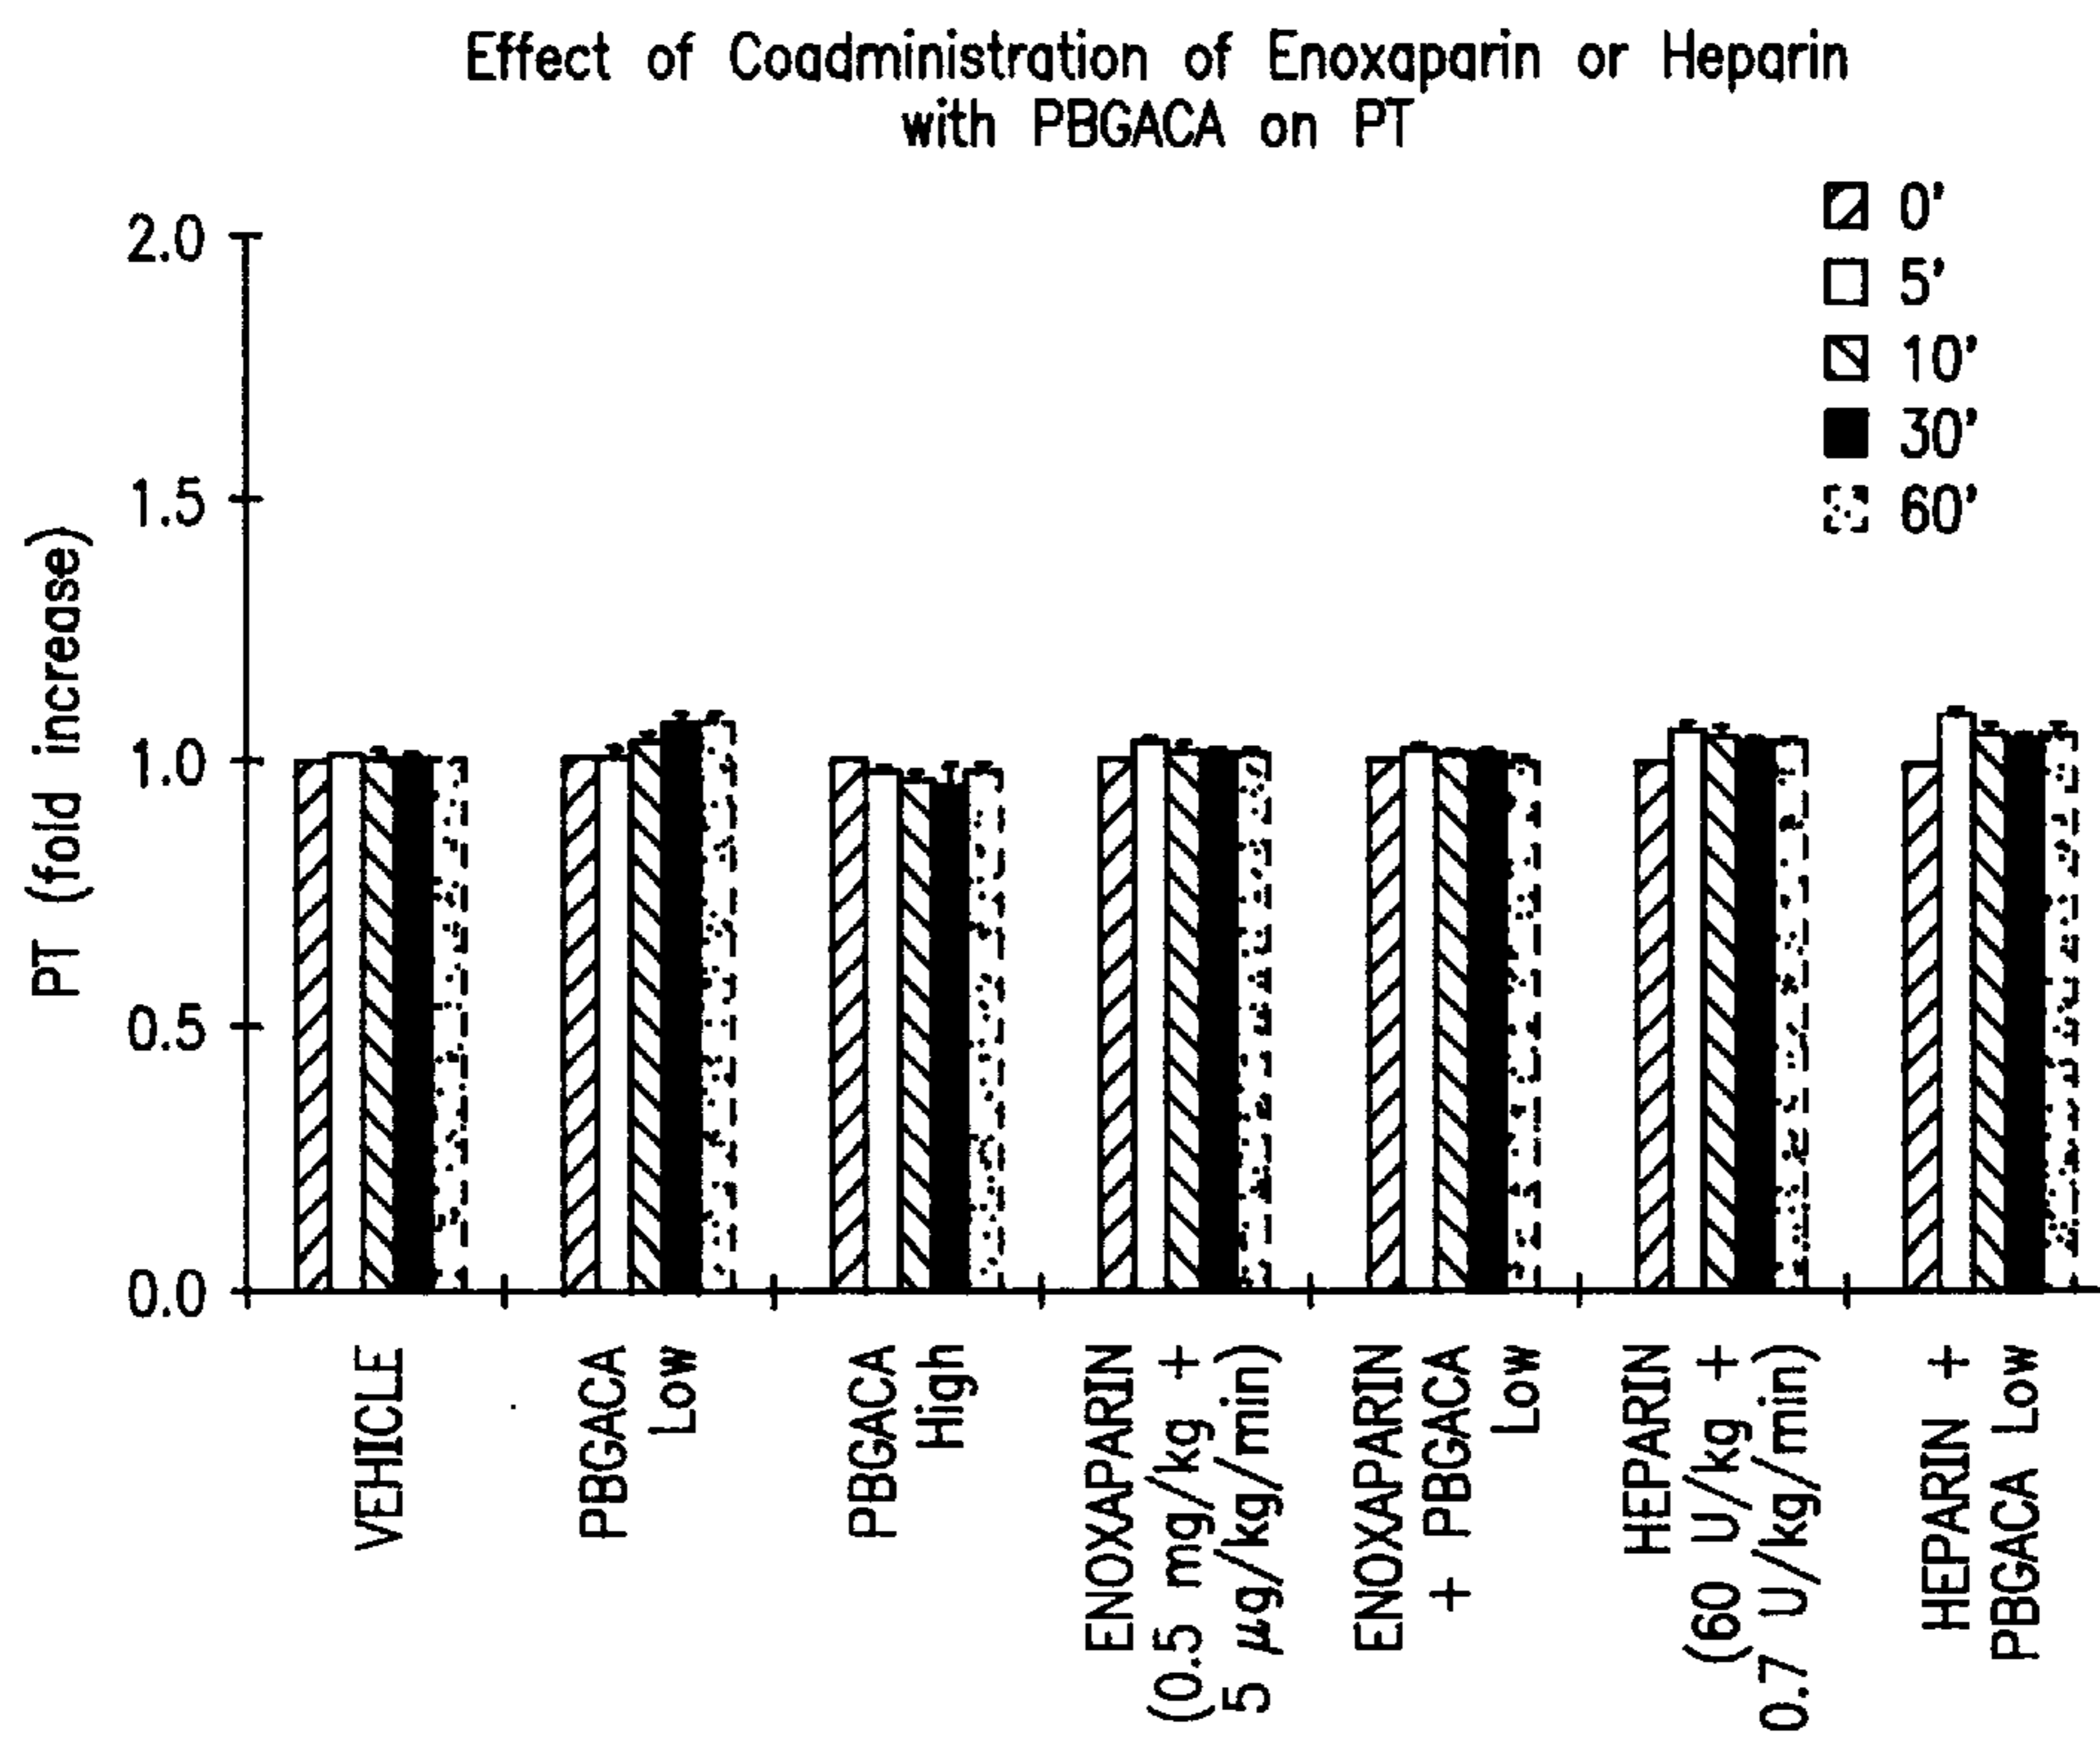 Effect of Coadministration of Enoxaparin or Heparin
with PBGACA on PT
0'
5'
10'
30'
60'
PT (fold increase)
2.0
1.5
1.0
0.5
0.0
VEHICLE
PBGACA
Low
PBGACA
High
ENOXAPARIN
(0.5 mg/kg +
5 μg/kg/min)
ENOXAPARIN
+ PBGACA
Low
HEPARIN
(60 U/kg +
0.7 U/kg/min)
HEPARIN +
PBGACA Low